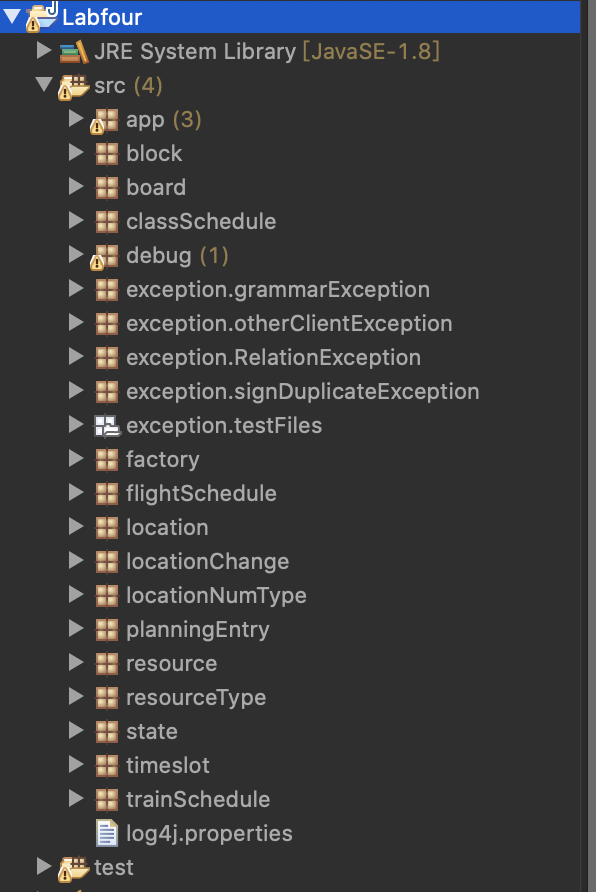 Labfour
JRE System Library [JavaSE-1.8]
src (4)
app (3)
block
board
classSchedule
debug (1)
exception.grammarException
exception.otherClientException
exception.RelationException
exception.signDuplicateException
exception.testFiles
factory
flightSchedule
location
locationChange
locationNumType
planningEntry
resource
resourceType
state
timeslot
trainSchedule
log4j.properties
test